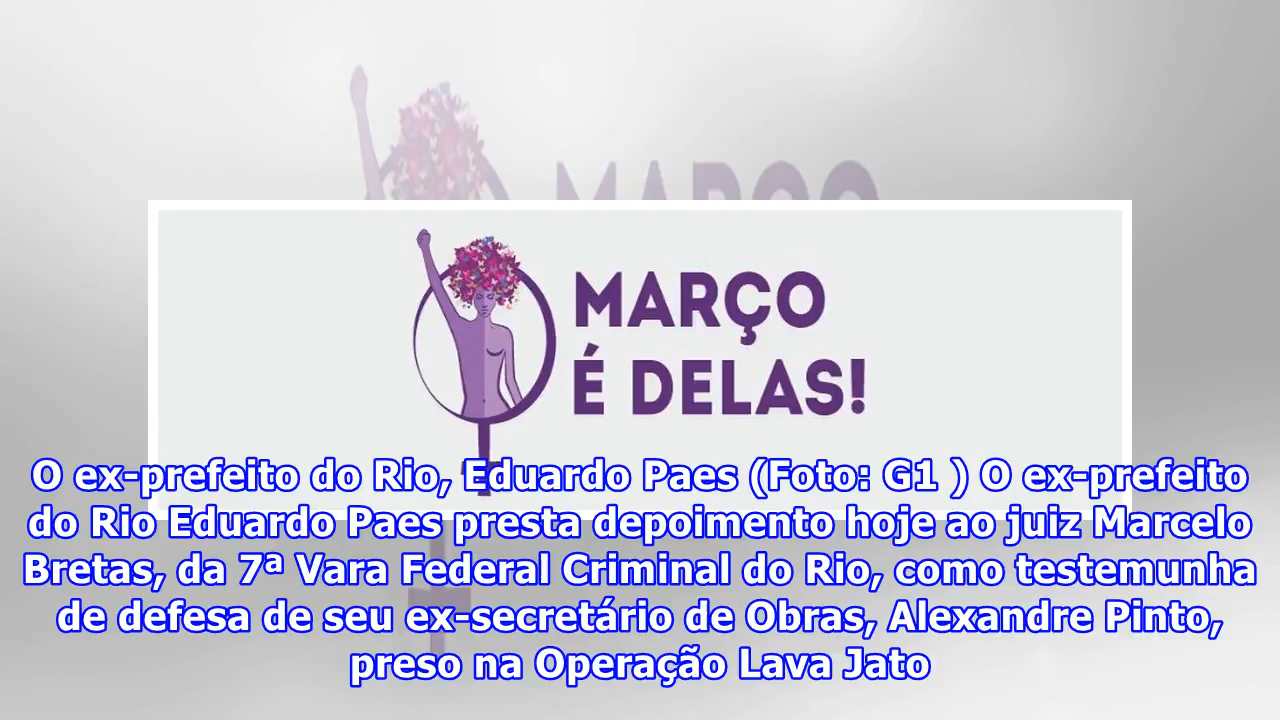 MARÇO
MARÇO
É DELAS!
O ex-prefeito do Rio, Eduardo Paes (Foto: G1 ) O ex-prefeito
do Rio Eduardo Paes presta depoimento hoje ao juiz Marcelo
Bretas, da 7ª Vara Federal Criminal do Rio, como testemunha
de defesa de seu ex-secretário de Obras, Alexandre Pinto,
preso na Operação Lava Jato